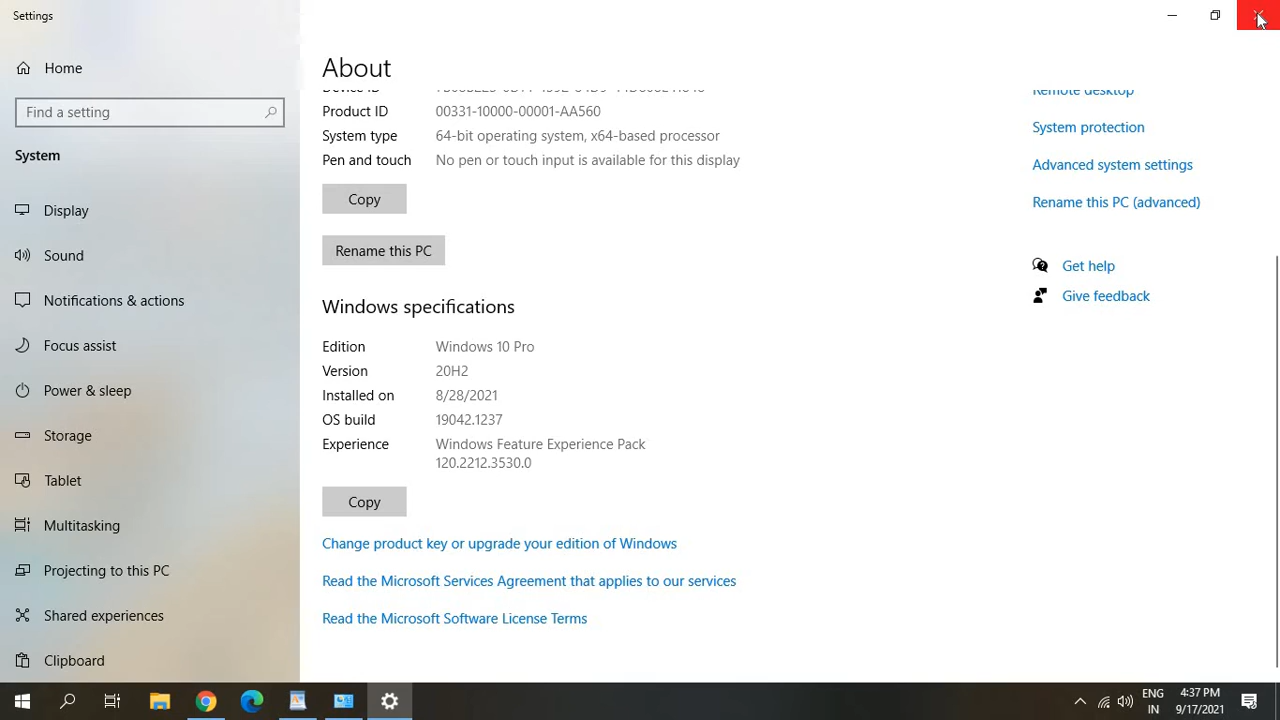 Settings
Home
Find a setting
System
Display
Sound
Notifications & actions
Focus assist
Power & sleep
Storage
Tablet
Multitasking
Projecting to this PC
Shared experiences
Clipboard
About
Product ID 00331-10000-00001-AA560
System type 64-bit operating system, x64-based processor
Pen and touch No pen or touch input is available for this display
Copy
Rename this PC
Windows specifications
Edition Windows 10 Pro
Version 20H2
Installed on 8/28/2021
OS build 19042.1237
Experience Windows Feature Experience Pack
120.2212.3530.0
Copy
Change product key or upgrade your edition of Windows
Read the Microsoft Services Agreement that applies to our services
Read the Microsoft Software License Terms
Remote desktop
System protection
Advanced system settings
Rename this PC (advanced)
Get help
Give feedback
ENG 4:37 PM
IN 9/17/2021